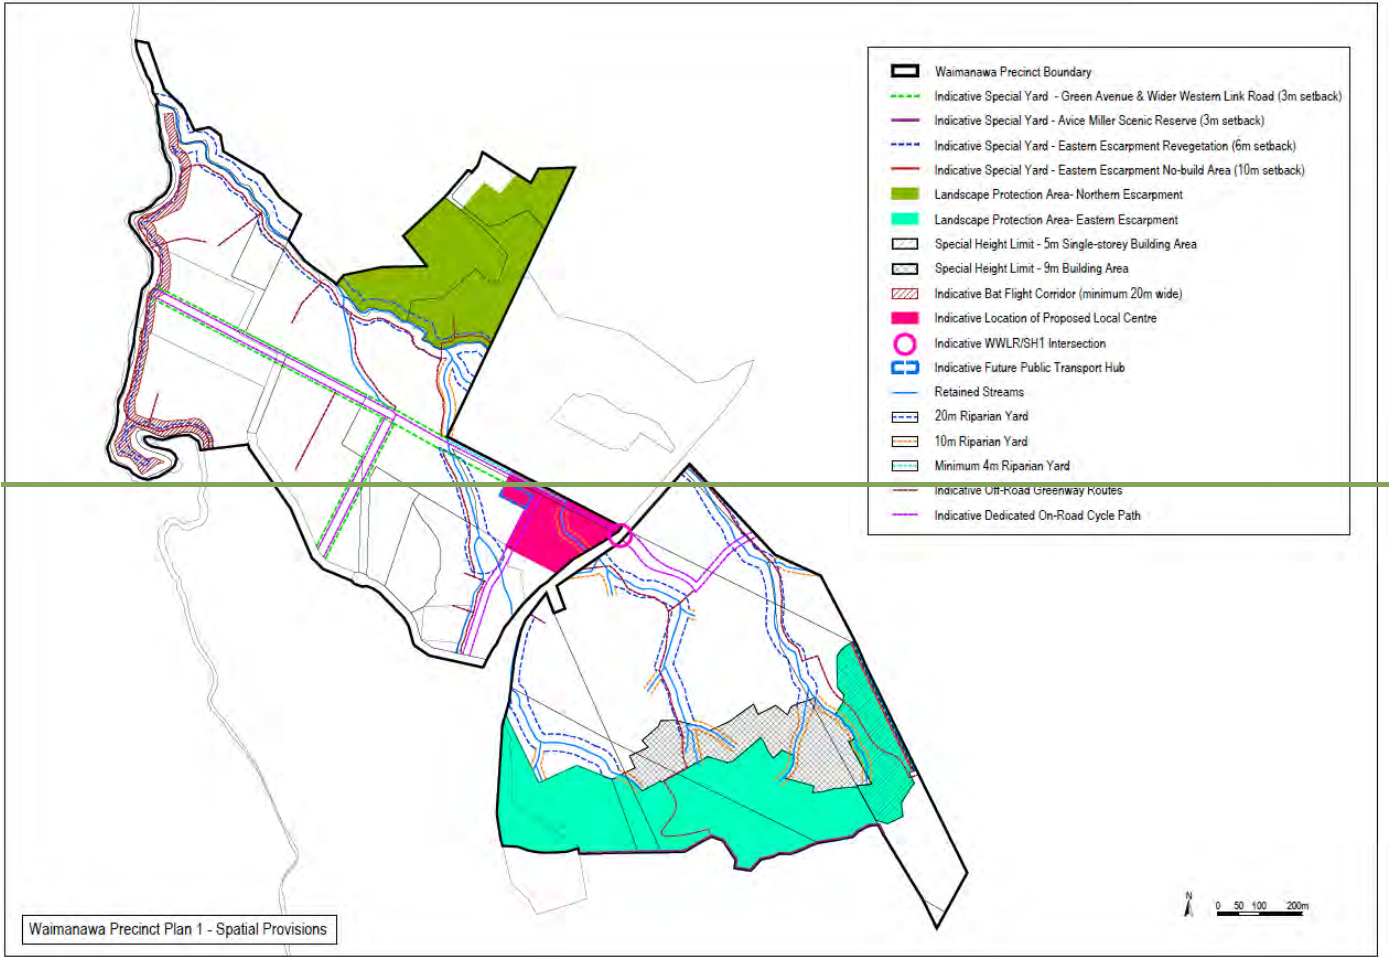 Waimanawa Precinct Boundary
Indicative Special Yard - Green Avenue & Wider Western Link Road (3m setback)
Indicative Special Yard - Avice Miller Scenic Reserve (3m setback)
Indicative Special Yard - Eastern Escarpment Revegetation (6m setback)
Indicative Special Yard - Eastern Escarpment No-build Area (10m setback)
Landscape Protection Area- Northern Escarpment
Landscape Protection Area- Eastern Escarpment
Special Height Limit - 5m Single-storey Building Area
Special Height Limit - 9m Building Area
Indicative Bat Flight Corridor (minimum 20m wide)
Indicative Location of Proposed Local Centre
Indicative WWLR/SH1 Intersection
Indicative Future Public Transport Hub
Retained Streams
20m Riparian Yard
10m Riparian Yard
Minimum 4m Riparian Yard
Indicative Off-Road Greenway Routes
Indicative Dedicated On-Road Cycle Path
N
0 50 100 200m
Waimanawa Precinct Plan 1 - Spatial Provisions